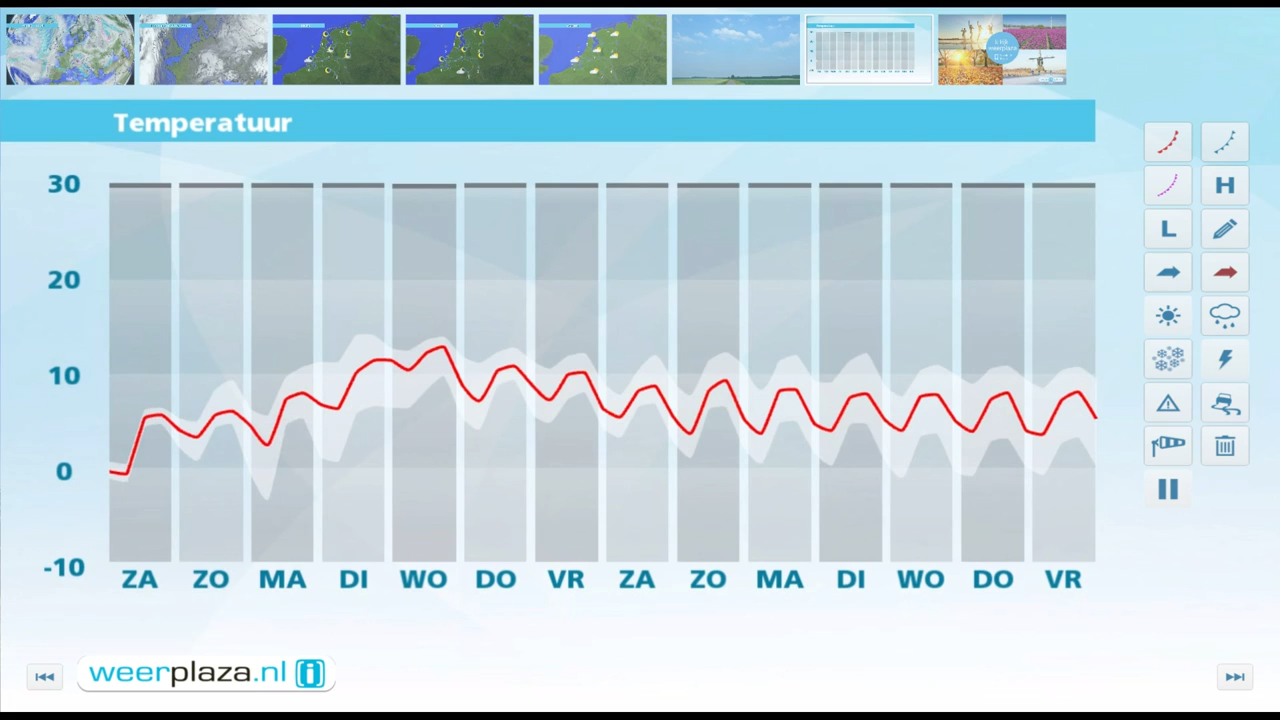 Temperatuur
30
20
10
0
-10
ZA ZO MA DI WO DO VR ZA ZO MA DI WO DO VR
H
L
weerplaza.nl i